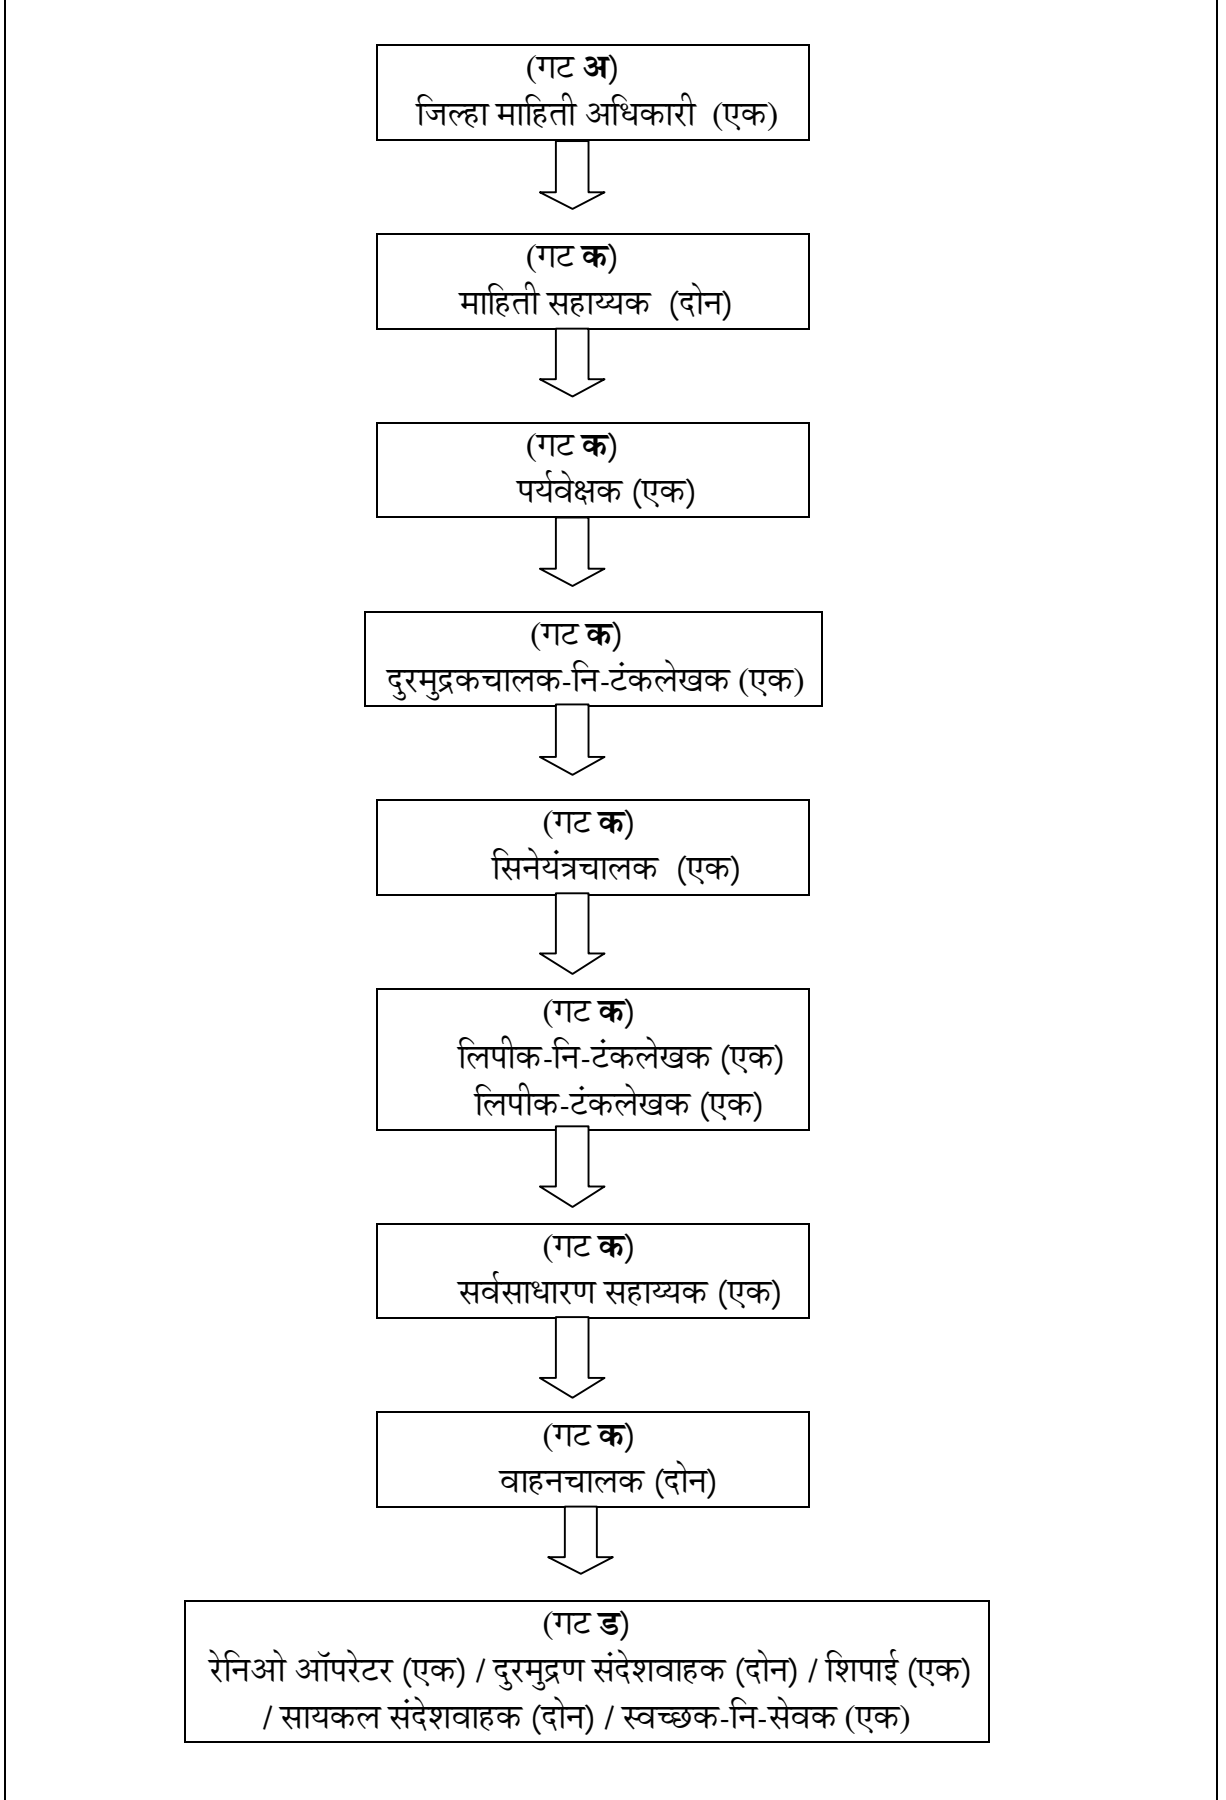 (गट अ)
जिल्हा माहिती अधिकारी (एक)
(गट क)
माहिती सहाय्यक (दोन)
(गट क)
पर्यवेक्षक (एक)
(गट क)
दुरमुद्रकचालक-नि-टंकलेखक (एक)
(गट क)
सिनेयंत्रचालक (एक)
(गट क)
लिपीक-नि-टंकलेखक (एक)
लिपीक-टंकलेखक (एक)
(गट क)
सर्वसाधारण सहाय्यक (एक)
(गट क)
वाहनचालक (दोन)
(गट ड)
रेनिओ ऑपरेटर (एक) / दुरमुद्रण संदेशवाहक (दोन) / शिपाई (एक)
/ सायकल संदेशवाहक (दोन) / स्वच्छक-नि-सेवक (एक)